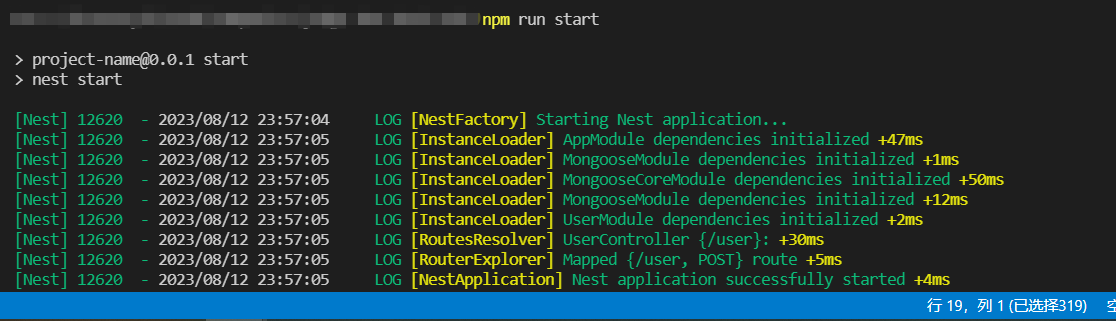 npm run start
> project-name@0.0.1 start
> nest start
[Nest] 12620  - 2023/08/12 23:57:04     LOG [NestFactory] Starting Nest application...
[Nest] 12620  - 2023/08/12 23:57:05     LOG [InstanceLoader] AppModule dependencies initialized +47ms
[Nest] 12620  - 2023/08/12 23:57:05     LOG [InstanceLoader] MongooseModule dependencies initialized +1ms
[Nest] 12620  - 2023/08/12 23:57:05     LOG [InstanceLoader] MongooseCoreModule dependencies initialized +50ms
[Nest] 12620  - 2023/08/12 23:57:05     LOG [InstanceLoader] MongooseModule dependencies initialized +12ms
[Nest] 12620  - 2023/08/12 23:57:05     LOG [InstanceLoader] UserModule dependencies initialized +2ms
[Nest] 12620  - 2023/08/12 23:57:05     LOG [RoutesResolver] UserController {/user}: +30ms
[Nest] 12620  - 2023/08/12 23:57:05     LOG [RouterExplorer] Mapped {/user, POST} route +5ms
[Nest] 12620  - 2023/08/12 23:57:05     LOG [NestApplication] Nest application successfully started +4ms
行 19，列 1 (已选择319)